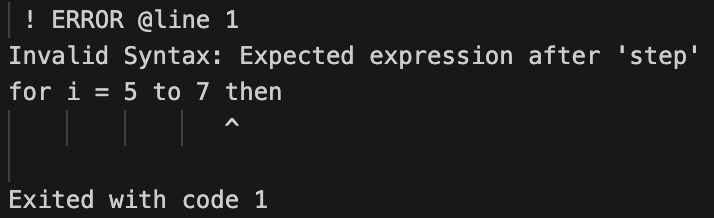 ! ERROR @line 1
Invalid Syntax: Expected expression after 'step'
for i = 5 to 7 then
^
Exited with code 1